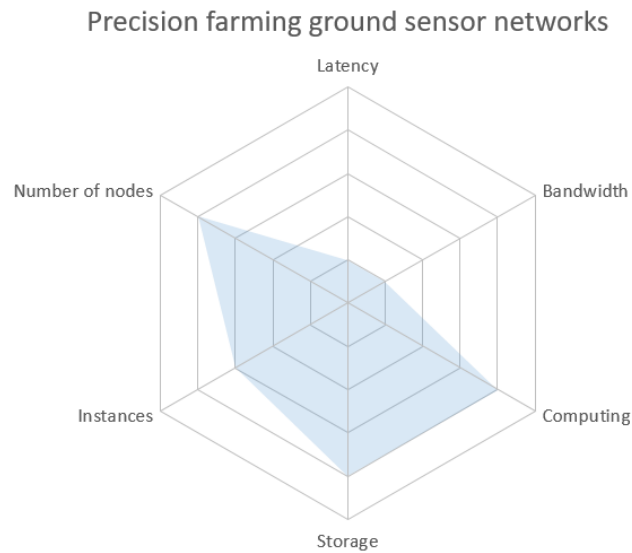 Precision farming ground sensor networks
Latency
Number of nodes
Bandwidth
Instances
Computing
Storage